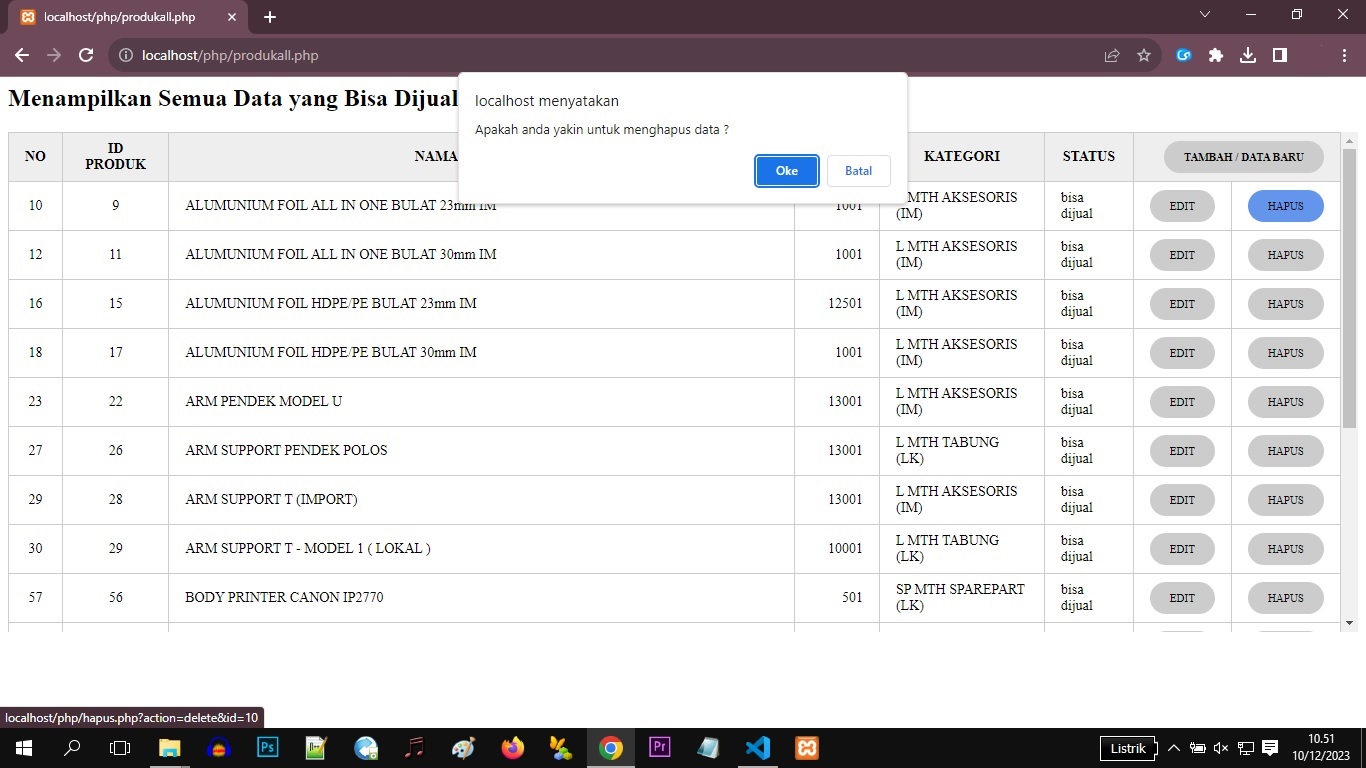 localhost/php/produkall.php
localhost/php/produkall.php
Menampilkan Semua Data yang Bisa Dijual
localhost menyatakan
Apakah anda yakin untuk menghapus data ?
Oke Batal
NO ID PRODUK NAMA KATEGORI STATUS TAMBAH / DATA BARU
10 9 ALUMUNIUM FOIL ALL IN ONE BULAT 23mm IM 1001 L MTH AKSESORIS (IM) bisa dijual EDIT HAPUS
12 11 ALUMUNIUM FOIL ALL IN ONE BULAT 30mm IM 1001 L MTH AKSESORIS (IM) bisa dijual EDIT HAPUS
16 15 ALUMUNIUM FOIL HDPE/PE BULAT 23mm IM 12501 L MTH AKSESORIS (IM) bisa dijual EDIT HAPUS
18 17 ALUMUNIUM FOIL HDPE/PE BULAT 30mm IM 1001 L MTH AKSESORIS (IM) bisa dijual EDIT HAPUS
23 22 ARM PENDEK MODEL U 13001 L MTH AKSESORIS (IM) bisa dijual EDIT HAPUS
27 26 ARM SUPPORT PENDEK POLOS 13001 L MTH TABUNG (LK) bisa dijual EDIT HAPUS
29 28 ARM SUPPORT T (IMPORT) 13001 L MTH AKSESORIS (IM) bisa dijual EDIT HAPUS
30 29 ARM SUPPORT T - MODEL 1 ( LOKAL ) 10001 L MTH TABUNG (LK) bisa dijual EDIT HAPUS
57 56 BODY PRINTER CANON IP2770 501 SP MTH SPAREPART (LK) bisa dijual EDIT HAPUS
localhost/php/hapus.php?action=delete&id=10
Ps Pr Listrik 10.51
10/12/2023